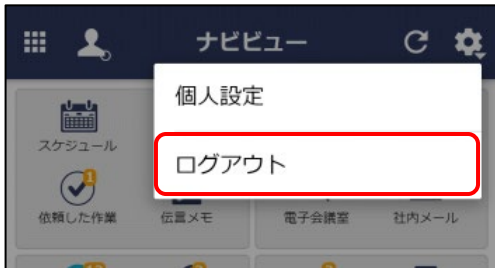 ナビビュー
個人設定
ログアウト
スケジュール
1
依頼した作業
伝言メモ
電子会議室
社内メール